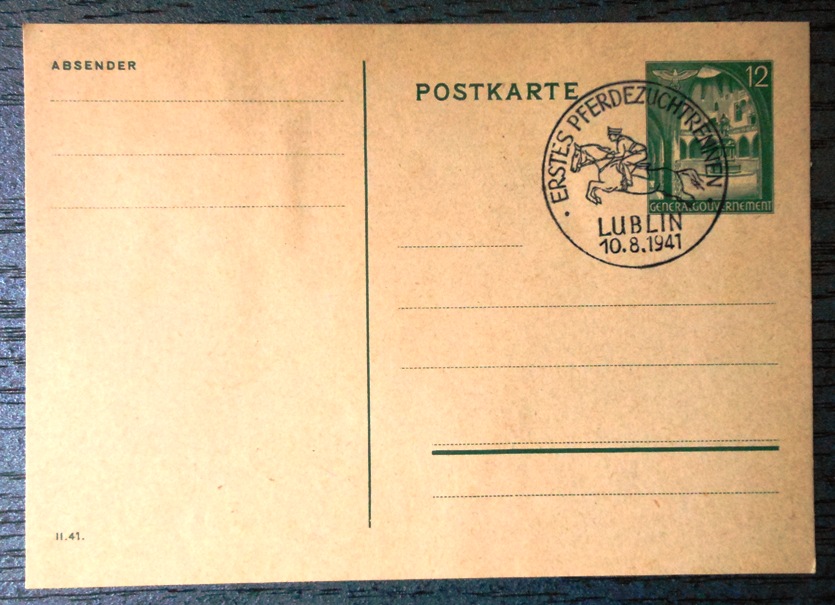 ABSENDER
POSTKARTE
12
ERSTES PFERDEZUCHTRENNEN
GENERALGOUVERNEMENT
LUBLIN
10.8.1941
II.41.